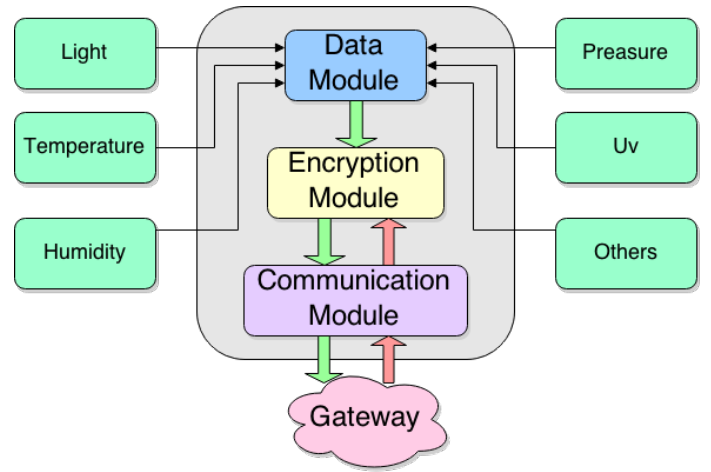 Light
Data
Module
Preasure
Temperature
Encryption
Module
Uv
Humidity
Communication
Module
Others
Gateway